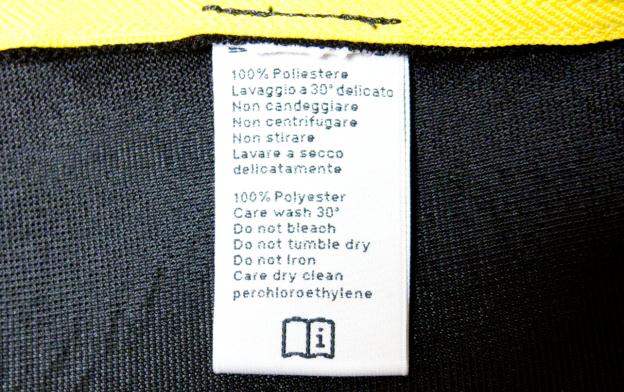 100% Poliestere
Lavaggio a 30° delicato
Non candeggiare
Non centrifugare
Non stirare
Lavare a secco
delicatamente
100% Polyester
Care wash 30°
Do not bleach
Do not tumble dry
Do not Iron
Care dry clean
perchloroethylene
i